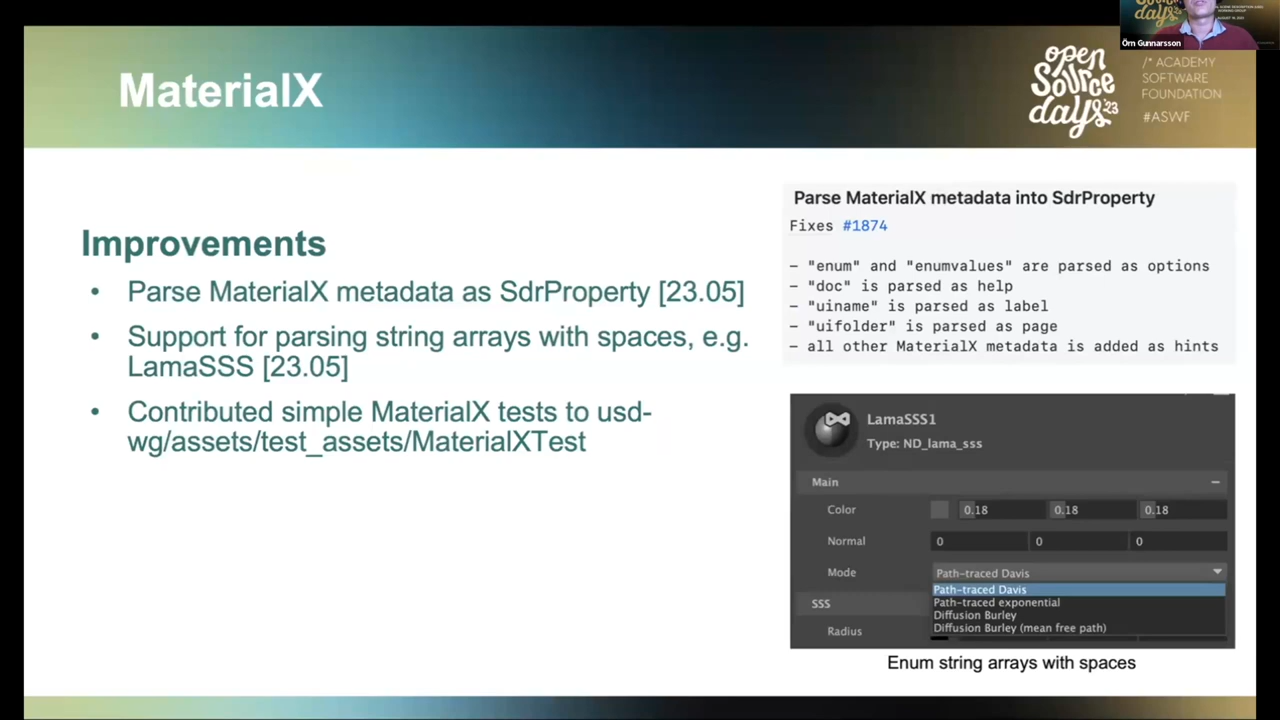 MaterialX
open
Source
days
'23
/* ACADEMY
SOFTWARE
FOUNDATION
#ASWF
Örn Gunnarsson
Improvements
• Parse MaterialX metadata as SdrProperty [23.05]
• Support for parsing string arrays with spaces, e.g.
LamaSSS [23.05]
• Contributed simple MaterialX tests to usd-
wg/assets/test_assets/MaterialXTest
Parse MaterialX metadata into SdrProperty
Fixes #1874
- "enum" and "enumvalues" are parsed as options
- "doc" is parsed as help
- "uiname" is parsed as label
- "uifolder" is parsed as page
- all other MaterialX metadata is added as hints
LamaSSS1
Type: ND_lama_sss
Main
Color 0.18 0.18 0.18
Normal 0 0 0
Mode Path-traced Davis
Path-traced Davis
Path-traced exponential
Diffusion Burley
Diffusion Burley (mean free path)
SSS
Radius
Enum string arrays with spaces